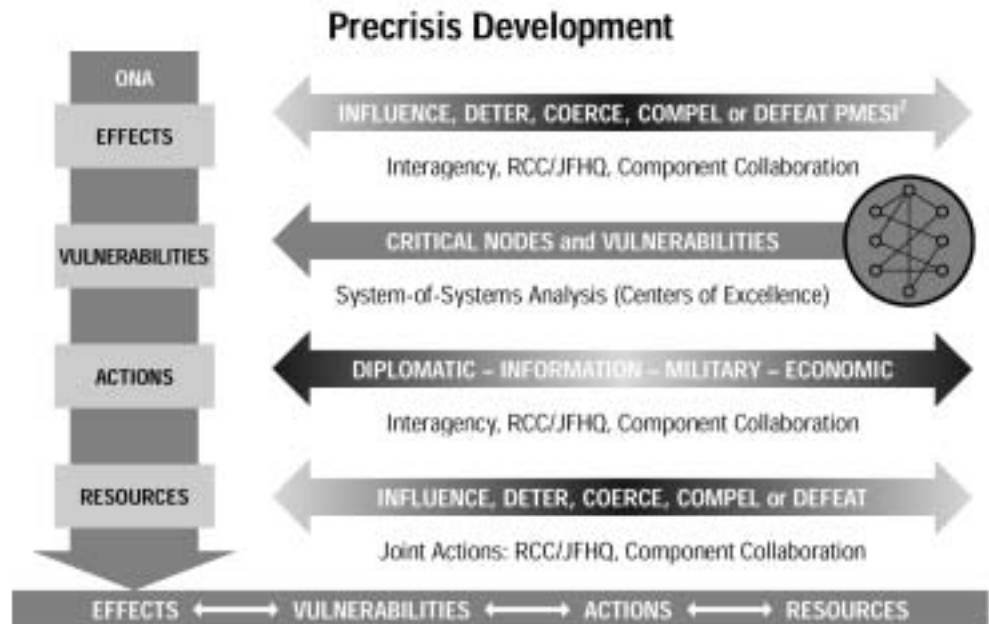 Precrisis Development
ONA
EFFECTS
INFLUENCE, DETER, COERCE, COMPEL or DEFEAT PMESI²
Interagency, RCC/JFHQ, Component Collaboration
VULNERABILITIES
CRITICAL NODES and VULNERABILITIES
System-of-Systems Analysis (Centers of Excellence)
ACTIONS
DIPLOMATIC – INFORMATION – MILITARY – ECONOMIC
Interagency, RCC/JFHQ, Component Collaboration
RESOURCES
INFLUENCE, DETER, COERCE, COMPEL or DEFEAT
Joint Actions: RCC/JFHQ, Component Collaboration
EFFECTS VULNERABILITIES ACTIONS RESOURCES